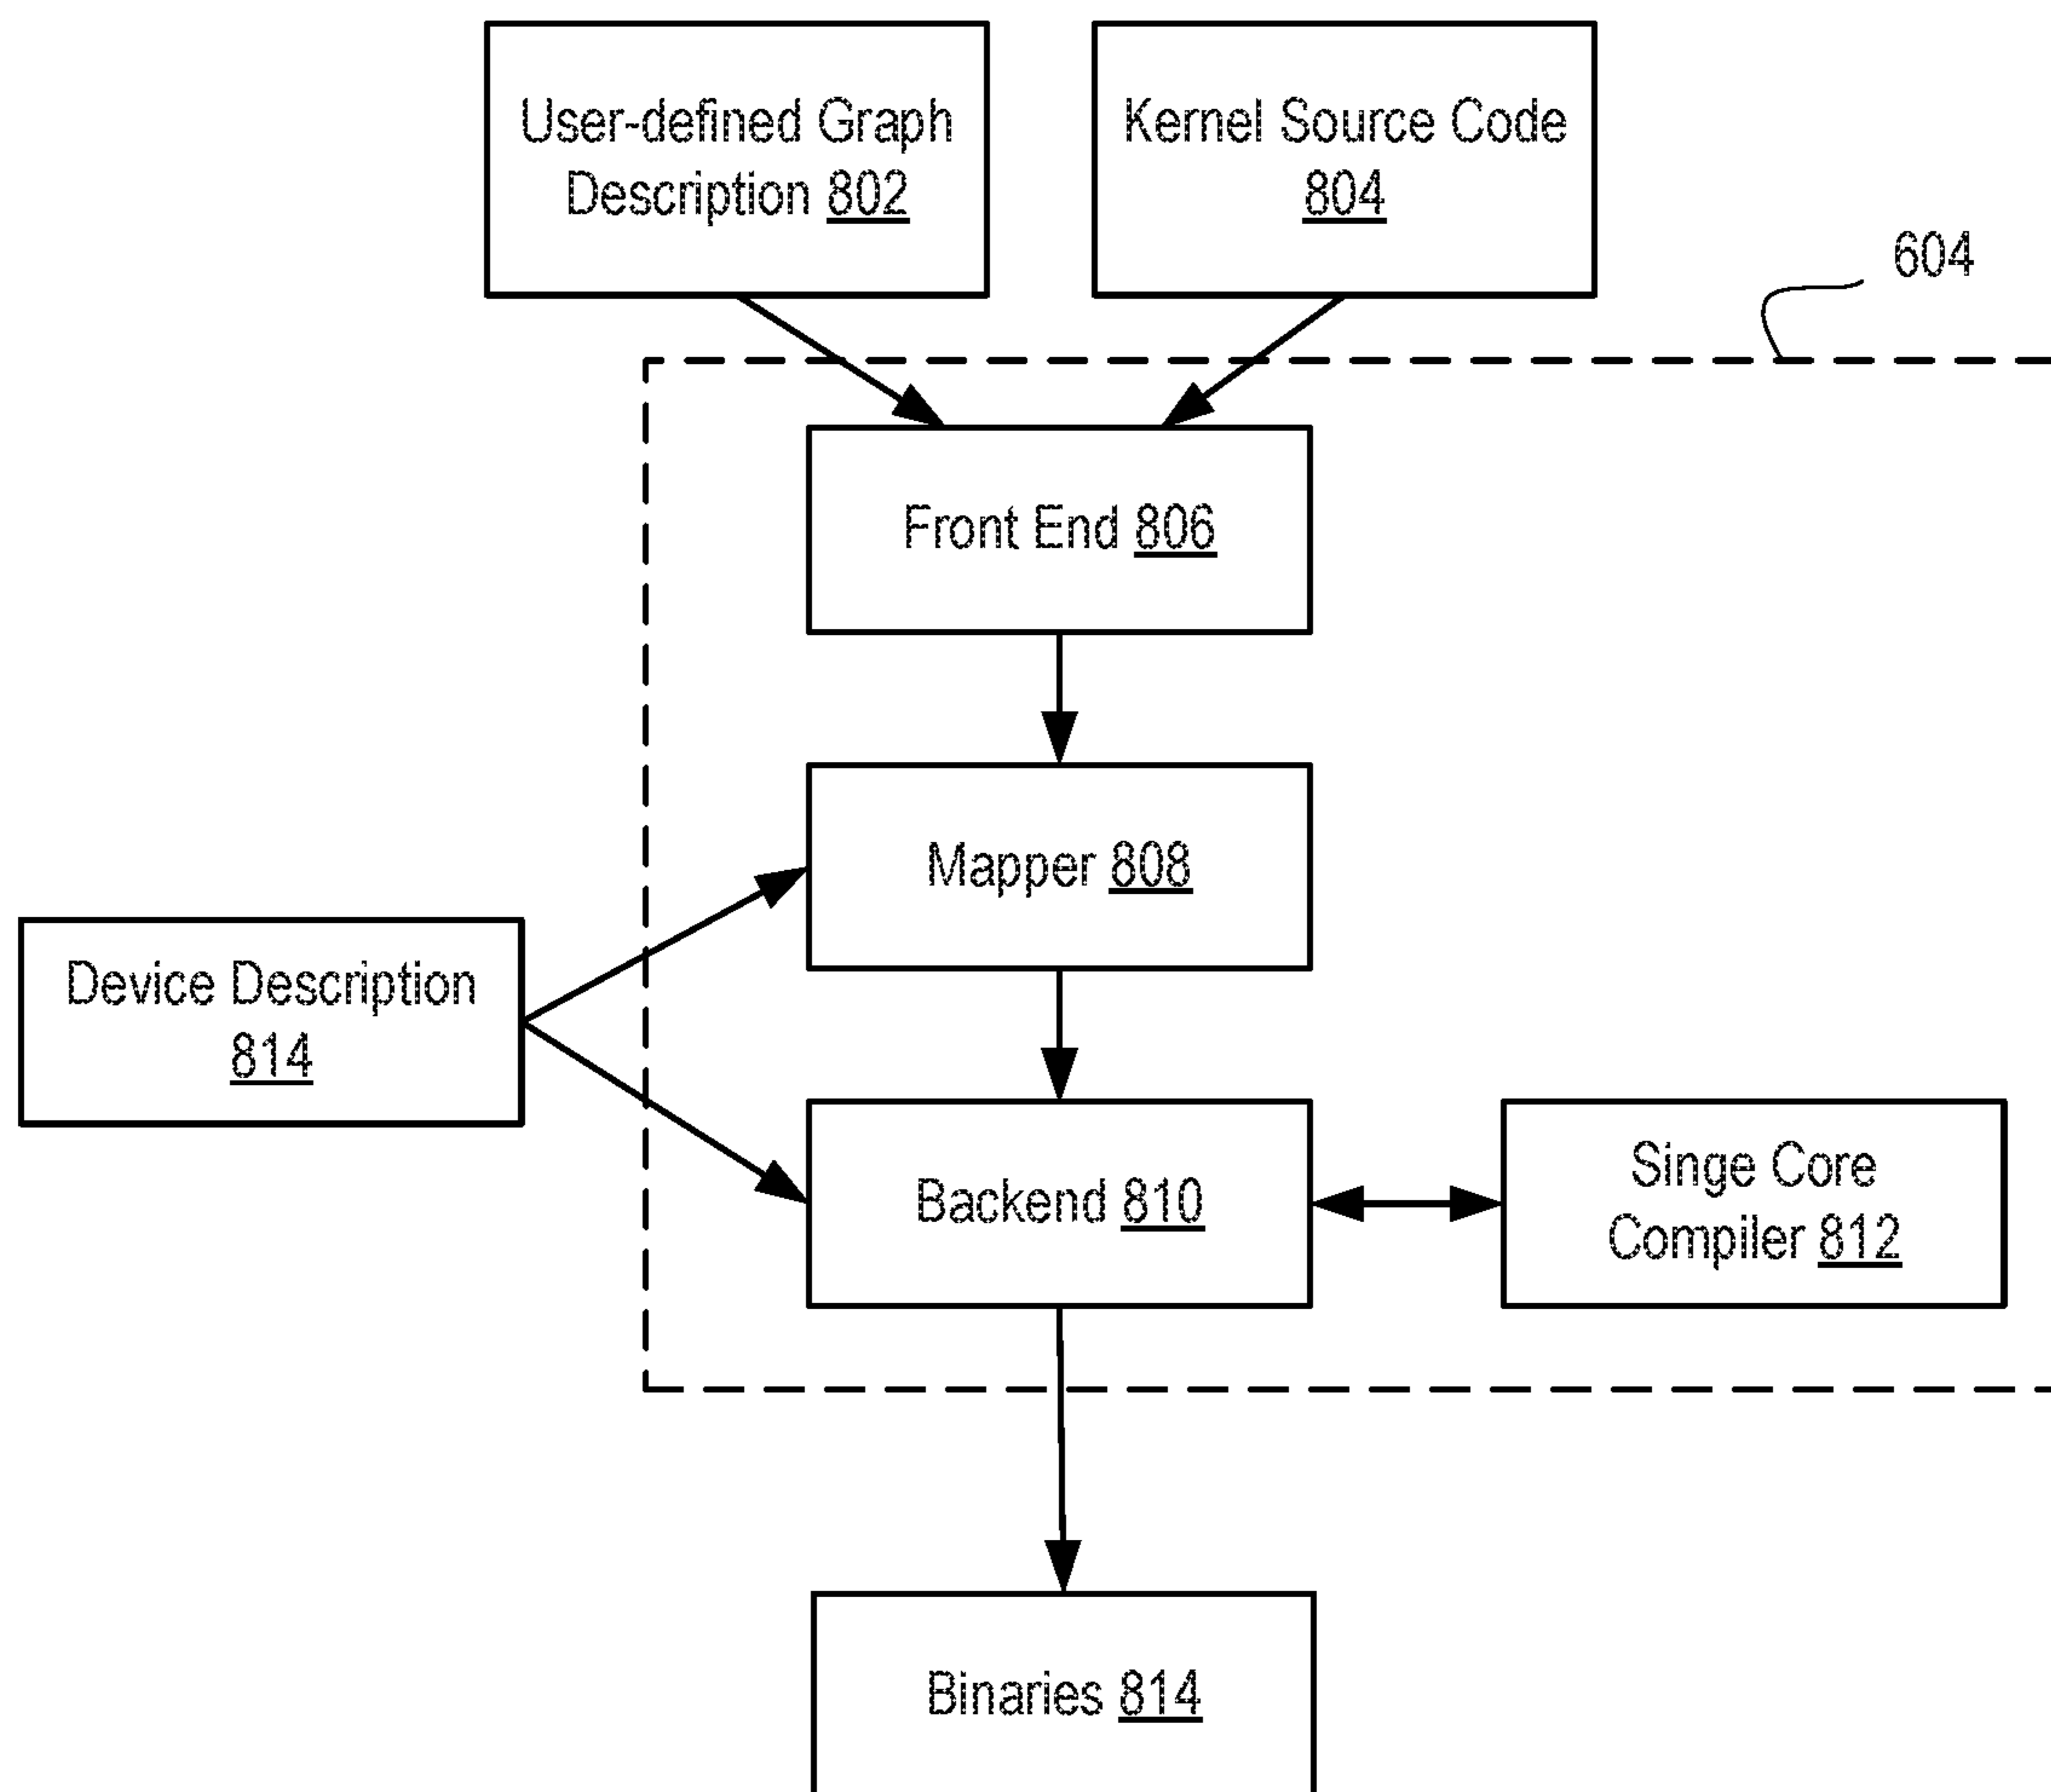 User-defined Graph
Description 802
Kernel Source Code
804
604
Front End 806
Mapper 808
Device Description
814
Backend 810
Singe Core
Compiler 812
Binaries 814